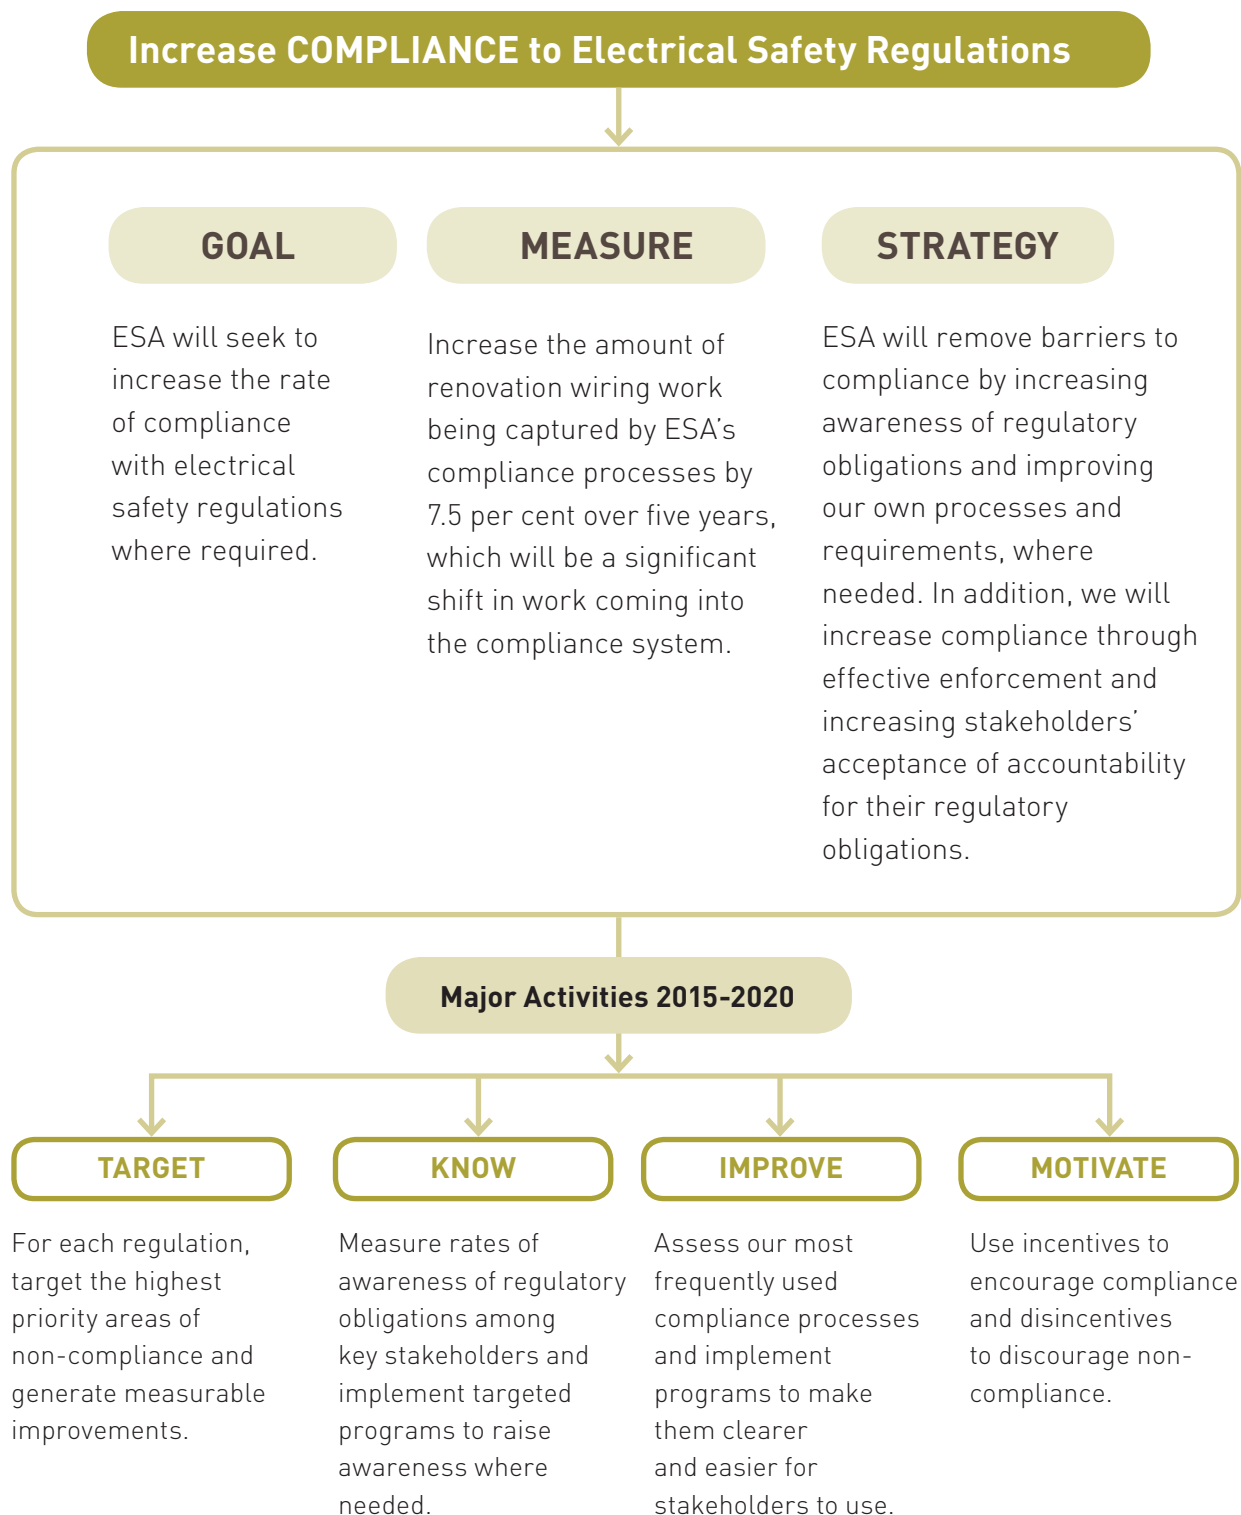 Increase COMPLIANCE to Electrical Safety Regulations
GOAL
ESA will seek to
increase the rate
of compliance
with electrical
safety regulations
where required.
MEASURE
Increase the amount of
renovation wiring work
being captured by ESA's
compliance processes by
7.5 per cent over five years,
which will be a significant
shift in work coming into
the compliance system.
STRATEGY
ESA will remove barriers to
compliance by increasing
awareness of regulatory
obligations and improving
our own processes and
requirements, where
needed. In addition, we will
increase compliance through
effective enforcement and
increasing stakeholders'
acceptance of accountability
for their regulatory
obligations.
Major Activities 2015-2020
TARGET
For each regulation,
target the highest
priority areas of
non-compliance and
generate measurable
improvements.
KNOW
Measure rates of
awareness of regulatory
obligations among
key stakeholders and
implement targeted
programs to raise
awareness where
needed.
IMPROVE
Assess our most
frequently used
compliance processes
and implement
programs to make
them clearer
and easier for
stakeholders to use.
MOTIVATE
Use incentives to
encourage compliance
and disincentives
to discourage non-
compliance.